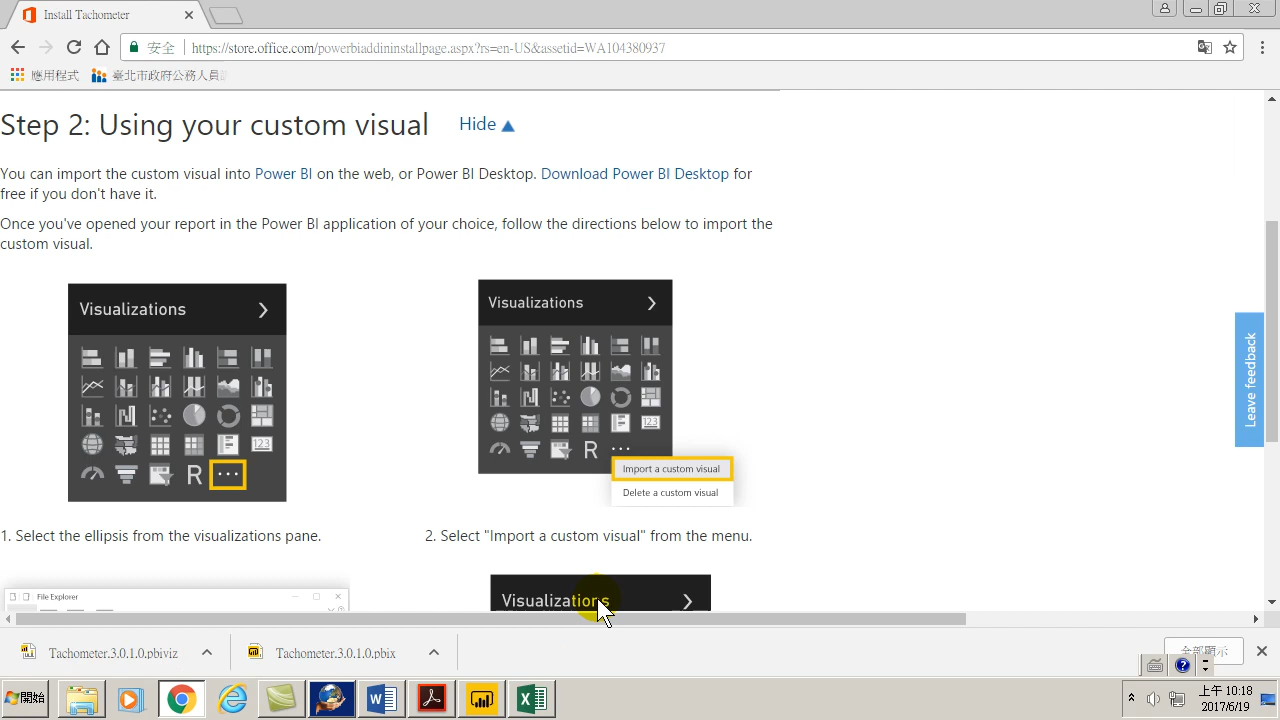 Install Tachometer
安全
https://store.office.com/powerbiaddininstallpage.aspx?rs=en-US&assetid=WA104380937
應用程式
臺北市政府公務人員
Step 2: Using your custom visual
Hide
You can import the custom visual into Power BI on the web, or Power BI Desktop. Download Power BI Desktop for
free if you don't have it.
Once you've opened your report in the Power BI application of your choice, follow the directions below to import the
custom visual.
Visualizations
123
R
...
Visualizations
123
R
...
Import a custom visual
Delete a custom visual
1. Select the ellipsis from the visualizations pane.
2. Select "Import a custom visual" from the menu.
File Explorer
Visualizations
Leave feedback
Tachometer.3.0.1.0.pbiviz
Tachometer.3.0.1.0.pbix
全部顯示
開始
上午 10:18
2017/6/19